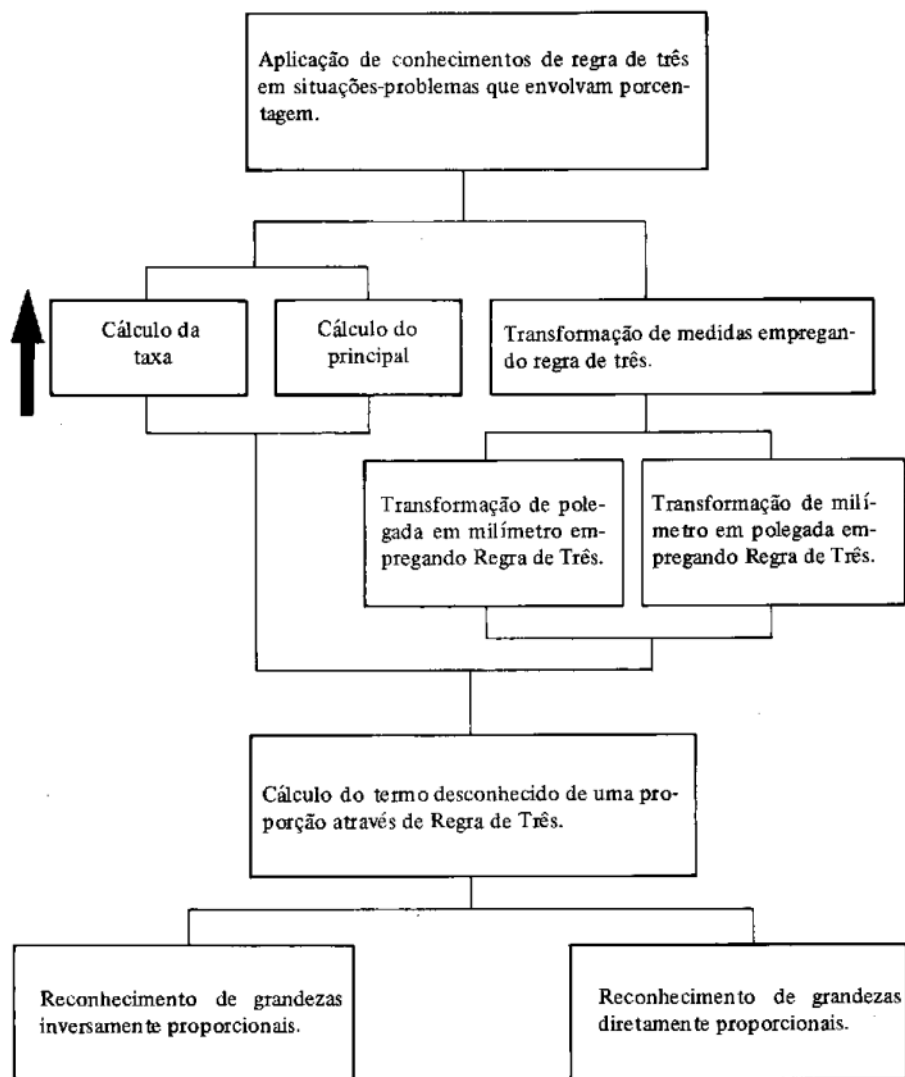 Aplicação de conhecimentos de regra de três
em situações-problemas que envolvam porcen-
tagem.
Cálculo da
taxa
Cálculo do
principal
Transformação de medidas empregan-
do regra de três.
Transformação de pole-
gada em milímetro em-
pregando Regra de Três.
Transformação de milí-
metro em polegada em-
pregando Regra de Três.
Cálculo do termo desconhecido de uma pro-
porção através de Regra de Três.
Reconhecimento de grandezas
inversamente proporcionais.
Reconhecimento de grandezas
diretamente proporcionais.